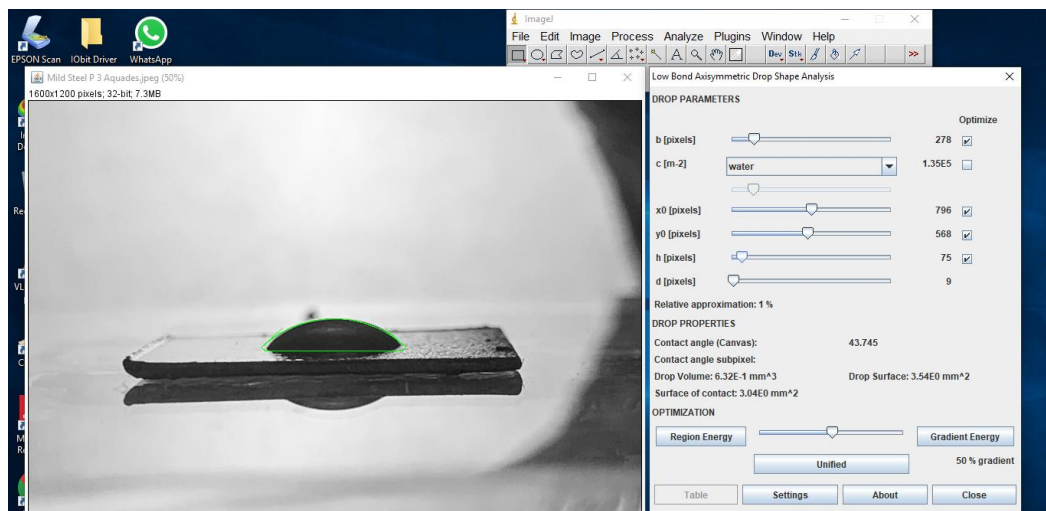 EPSON Scan
IObit Driver
WhatsApp
ImageJ
File Edit Image Process Analyze Plugins Window Help
Dev Stk >>
Mild Steel P 3 Aquades.jpeg (50%)
1600x1200 pixels; 32-bit; 7.3MB
Low Bond Axisymmetric Drop Shape Analysis
DROP PARAMETERS
Optimize
b [pixels] 278
c [m-2] water 1.35E5
x0 [pixels] 796
y0 [pixels] 568
h [pixels] 75
d [pixels] 9
Relative approximation: 1 %
DROP PROPERTIES
Contact angle (Canvas): 43.745
Contact angle subpixel:
Drop Volume: 6.32E-1 mm^3 Drop Surface: 3.54E0 mm^2
Surface of contact: 3.04E0 mm^2
OPTIMIZATION
Region Energy Gradient Energy
Unified 50 % gradient
Table Settings About Close